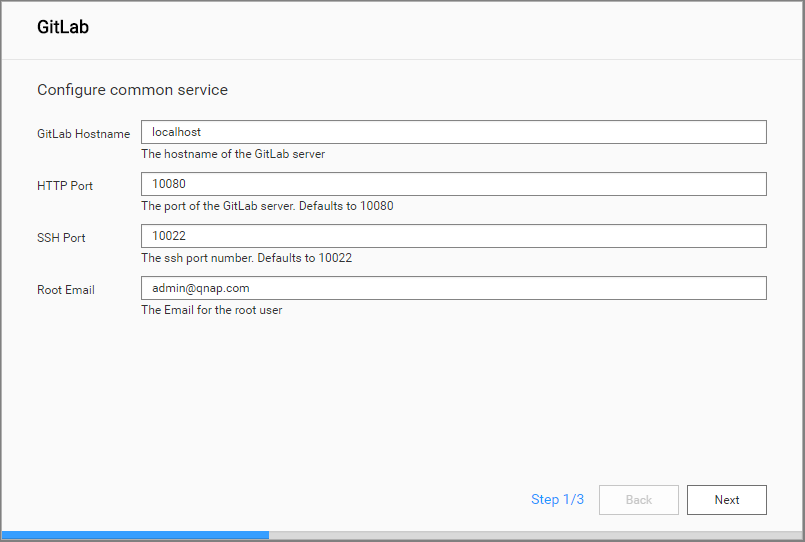 GitLab
Configure common service
GitLab Hostname
localhost
The hostname of the GitLab server
HTTP Port
10080
The port of the GitLab server. Defaults to 10080
SSH Port
10022
The ssh port number. Defaults to 10022
Root Email
admin@qnap.com
The Email for the root user
Step 1/3
Back
Next